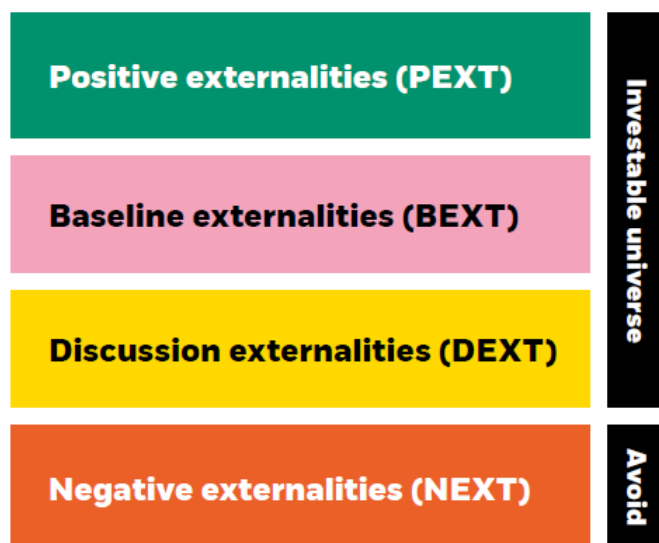 Positive externalities (PEXT)
Baseline externalities (BEXT)
Discussion externalities (DEXT)
Investable universe
Negative externalities (NEXT)
Avoid